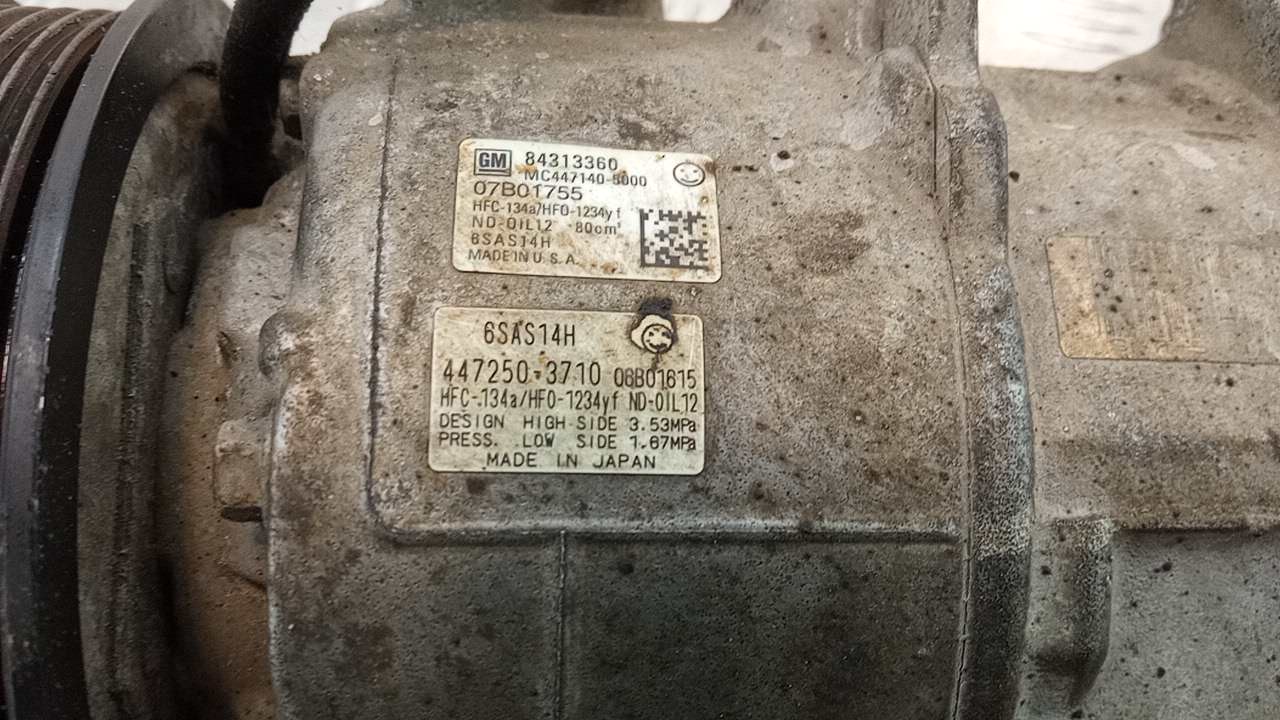 GM 84313360
MC447140-5000
07B01755
HFC-134a/HFO-1234yf
ND-OIL12 80cm³
6SAS14H
MADE IN U.S.A.
6SAS14H
447250-3710 06B01615
HFC-134a/HFO-1234yf ND-OIL12
DESIGN HIGH SIDE 3.53MPa
PRESS. LOW SIDE 1.67MPa
MADE IN JAPAN